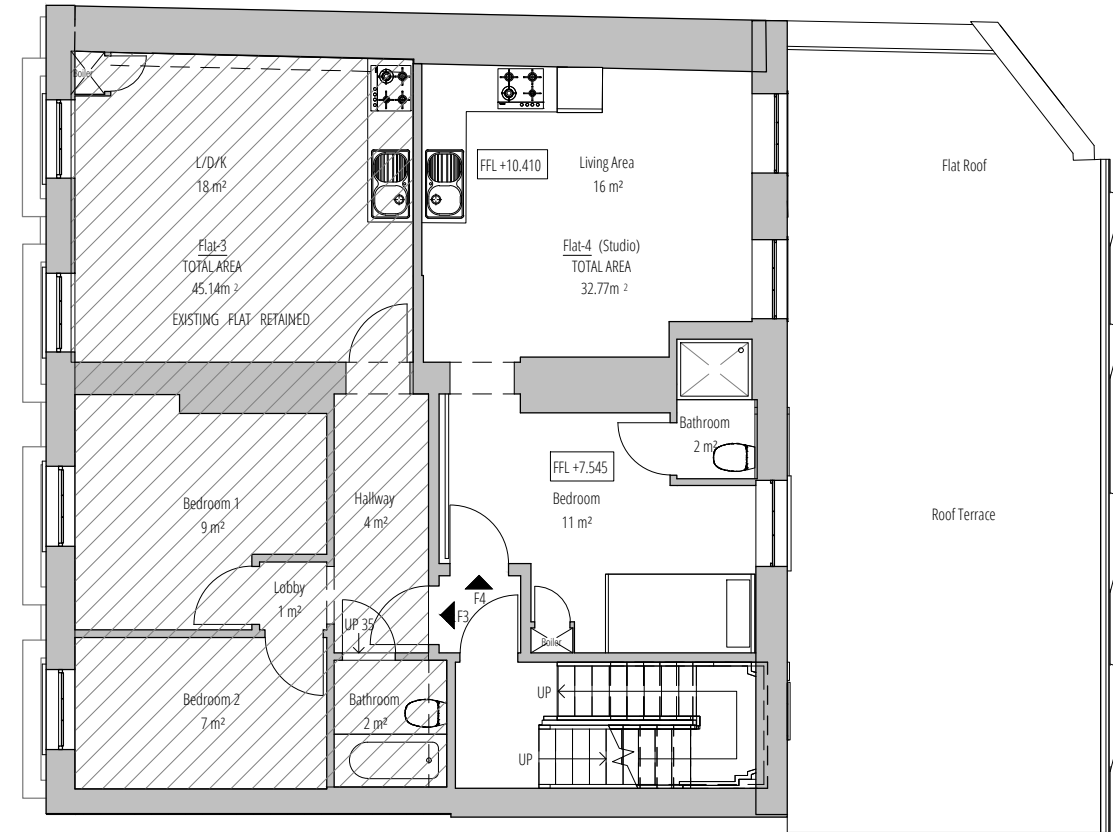 Boiler
L/D/K
18 m²
Flat-3
TOTAL AREA
45.14m ²
EXISTING FLAT RETAINED
FFL +10.410
Living Area
16 m²
Flat-4 (Studio)
TOTAL AREA
32.77m ²
Flat Roof
Bathroom
2 m²
FFL +7.545
Bedroom
11 m²
Bedroom 1
9 m²
Hallway
4 m²
Roof Terrace
Lobby
1 m²
F4
F3
UP 35
Boiler
Bedroom 2
7 m²
Bathroom
2 m²
UP
UP